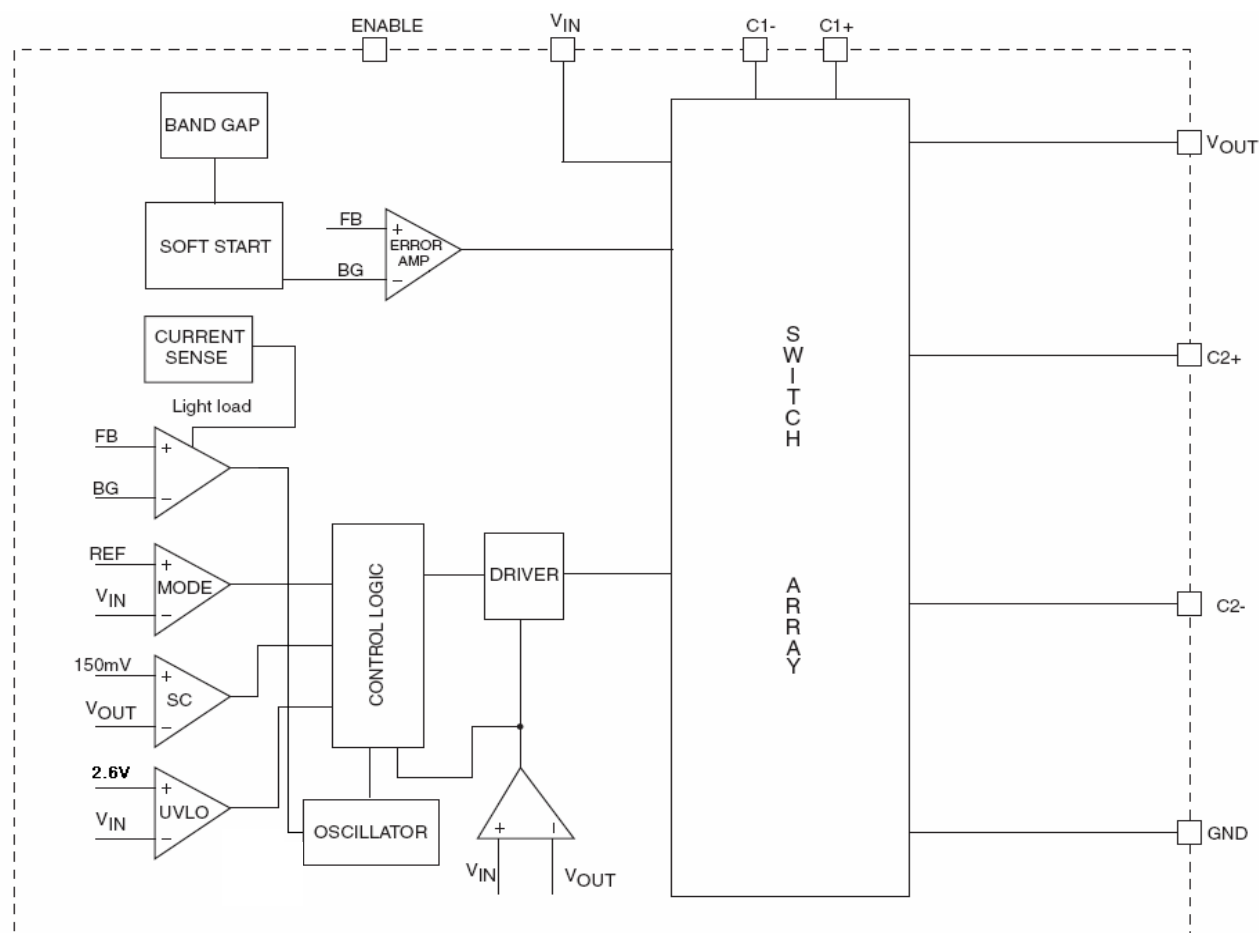 ENABLE
VIN
C1-
C1+
BAND GAP
VOUT
SOFT START
FB
+
ERROR
AMP
BG
−
CURRENT
SENSE
C2+
SWITCH
ARRAY
Light load
FB
+
BG
−
REF
+
MODE
VIN
−
CONTROL LOGIC
DRIVER
C2-
150mV
+
SC
VOUT
−
2.6V
+
UVLO
VIN
−
OSCILLATOR
+
−
VIN
VOUT
GND